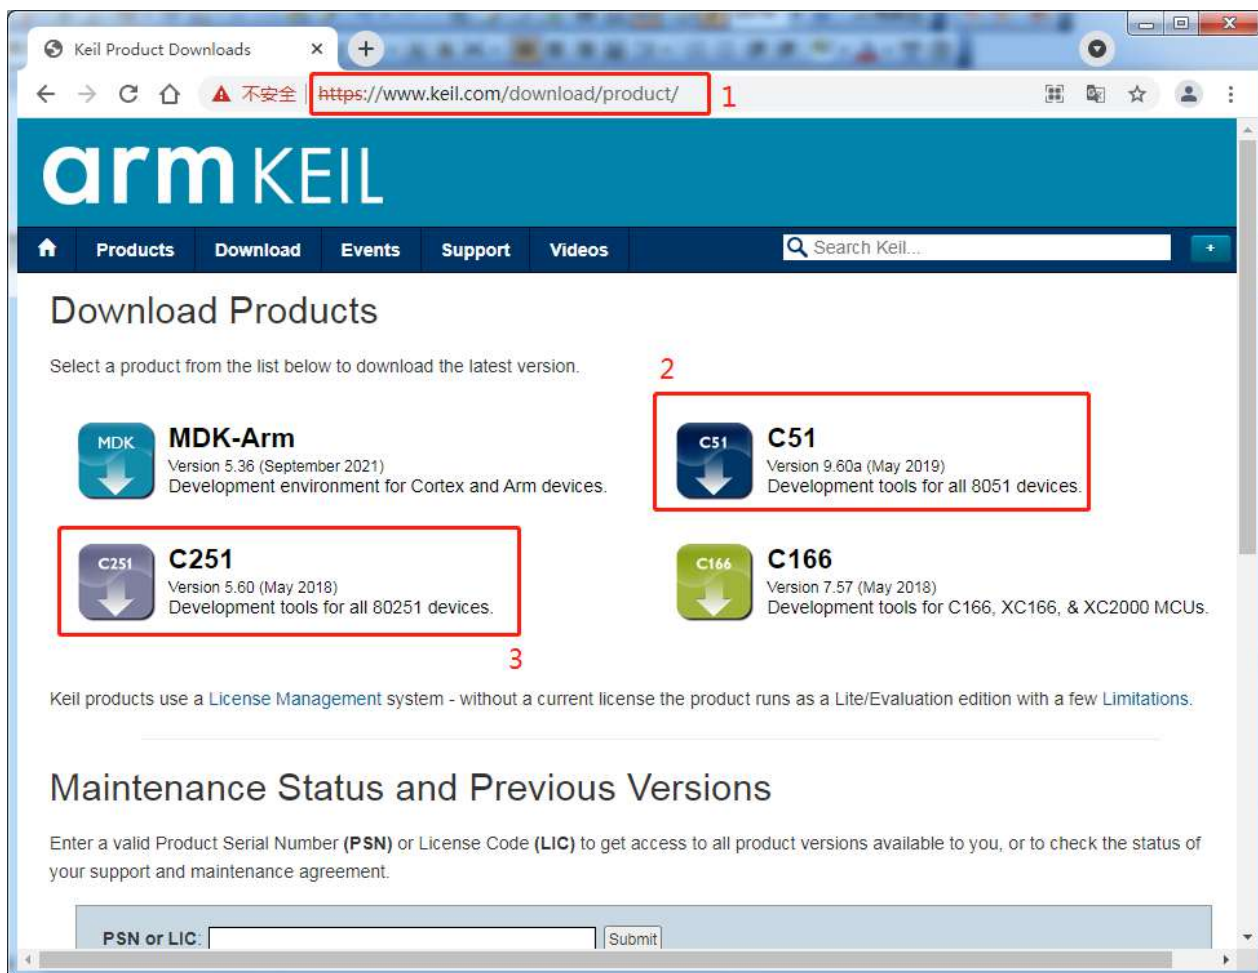 Keil Product Downloads
不安全
https://www.keil.com/download/product/
1
arm KEIL
Products Download Events Support Videos
Search Keil...
Download Products
Select a product from the list below to download the latest version.
2
MDK
MDK-Arm
Version 5.36 (September 2021)
Development environment for Cortex and Arm devices.
C51
C51
Version 9.60a (May 2019)
Development tools for all 8051 devices.
C251
C251
Version 5.60 (May 2018)
Development tools for all 80251 devices.
C166
C166
Version 7.57 (May 2018)
Development tools for C166, XC166, & XC2000 MCUs.
3
Keil products use a License Management system - without a current license the product runs as a Lite/Evaluation edition with a few Limitations.
Maintenance Status and Previous Versions
Enter a valid Product Serial Number (PSN) or License Code (LIC) to get access to all product versions available to you, or to check the status of
your support and maintenance agreement.
PSN or LIC:
Submit